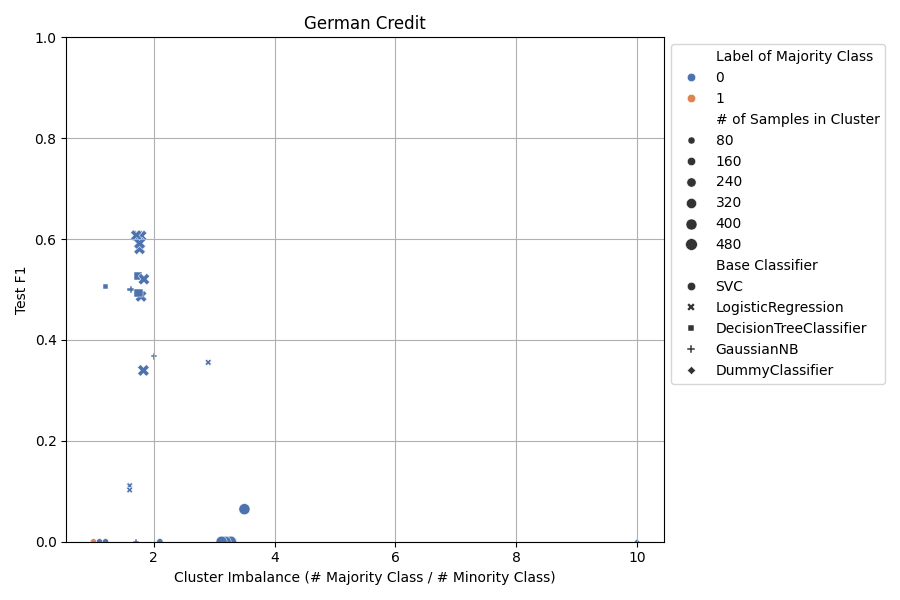 German Credit
1.0
0.8
0.6
0.4
0.2
0.0
Test F1
2
4
6
8
10
Cluster Imbalance (# Majority Class / # Minority Class)
Label of Majority Class
0
1
# of Samples in Cluster
80
160
240
320
400
480
Base Classifier
SVC
LogisticRegression
DecisionTreeClassifier
GaussianNB
DummyClassifier